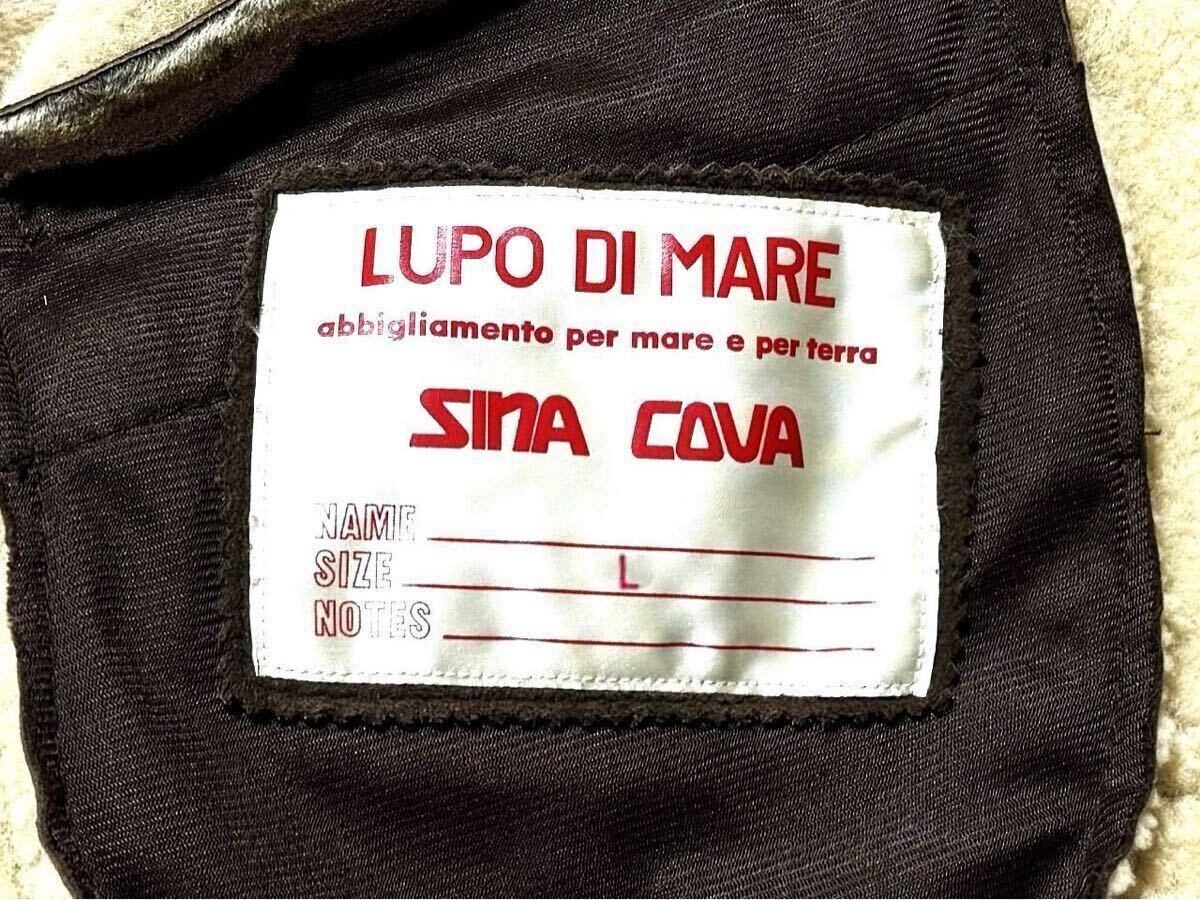 LUPO DI MARE
abbigliamento per mare e per terra
SINA COVA
NAME
SIZE L
NOTES